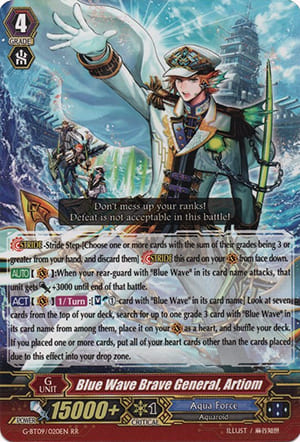 4
GRADE
Don't mess up your ranks!
Defeat is not acceptable in this battle!
STRIDE -Stride Step-[Choose one or more cards with the sum of their grades being 3 or
greater from your hand, and discard them] STRIDE this card on your from face down.
AUTO : When your rear-guard with "Blue Wave" in its card name attacks, that
unit gets +3000 until end of that battle.
ACT 1/Turn : card with "Blue Wave" in its card name] Look at seven
cards from the top of your deck, search for up to one grade 3 card with "Blue Wave" in its
card name from among them, place it on your as a heart, and shuffle your deck.
If you placed one or more cards, put all of your heart cards other than the cards placed
due to this effect into your drop zone.
G
UNIT
Blue Wave Brave General, Artiom
POWER
15000+
1
CRITICAL
Aqua Force
Aquaroid
G-BT09/020EN RR
ILLUST / 麻谷知世